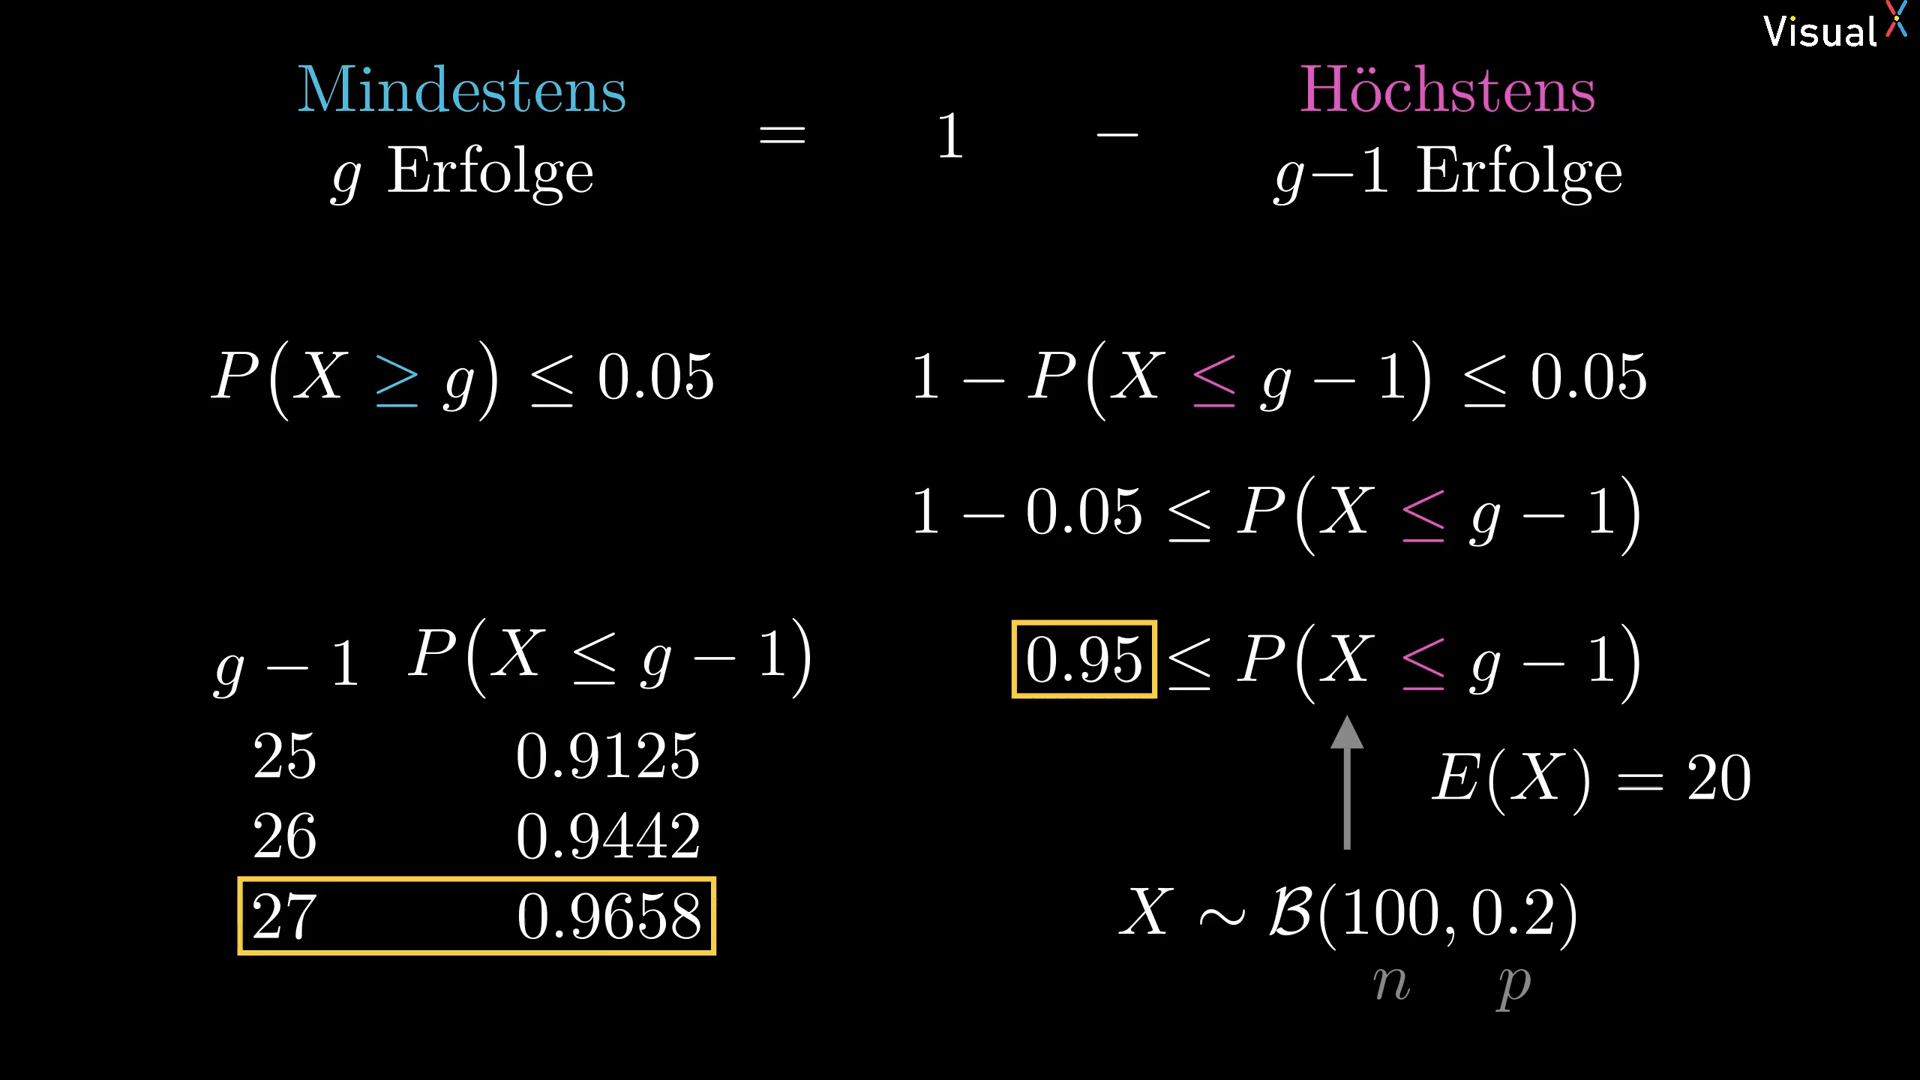 VisualX
Mindestens
g Erfolge
= 1 −
Höchstens
g−1 Erfolge
P(X ≥ g) ≤ 0.05
1 − P(X ≤ g − 1) ≤ 0.05
1 − 0.05 ≤ P(X ≤ g − 1)
0.95 ≤ P(X ≤ g − 1)
g − 1 P(X ≤ g − 1)
25 0.9125
26 0.9442
27 0.9658
E(X) = 20
X ∼ ℬ(100, 0.2)
n p